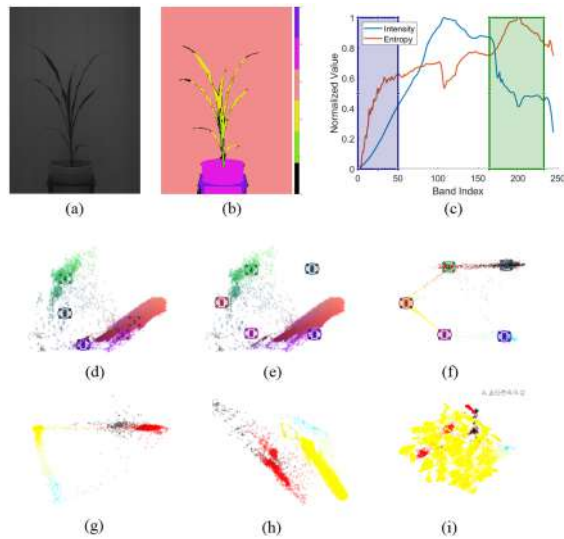 (a)
(b)
Normalized Value
1
0.8
0.6
0.4
0.2
0
Intensity
Entropy
0
50
100
150
200
250
Band Index
(c)
(d)
(e)
(f)
(g)
(h)
(i)